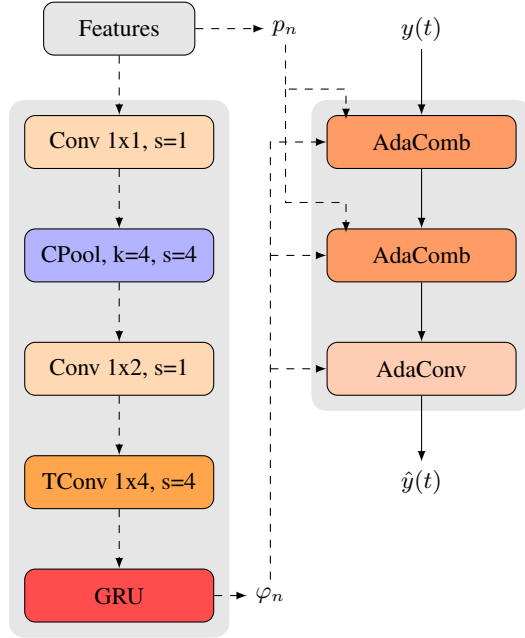 Features
p_n
y(t)
Conv 1x1, s=1
AdaComb
CPool, k=4, s=4
AdaComb
Conv 1x2, s=1
AdaConv
TConv 1x4, s=4
ŷ(t)
GRU
φ_n